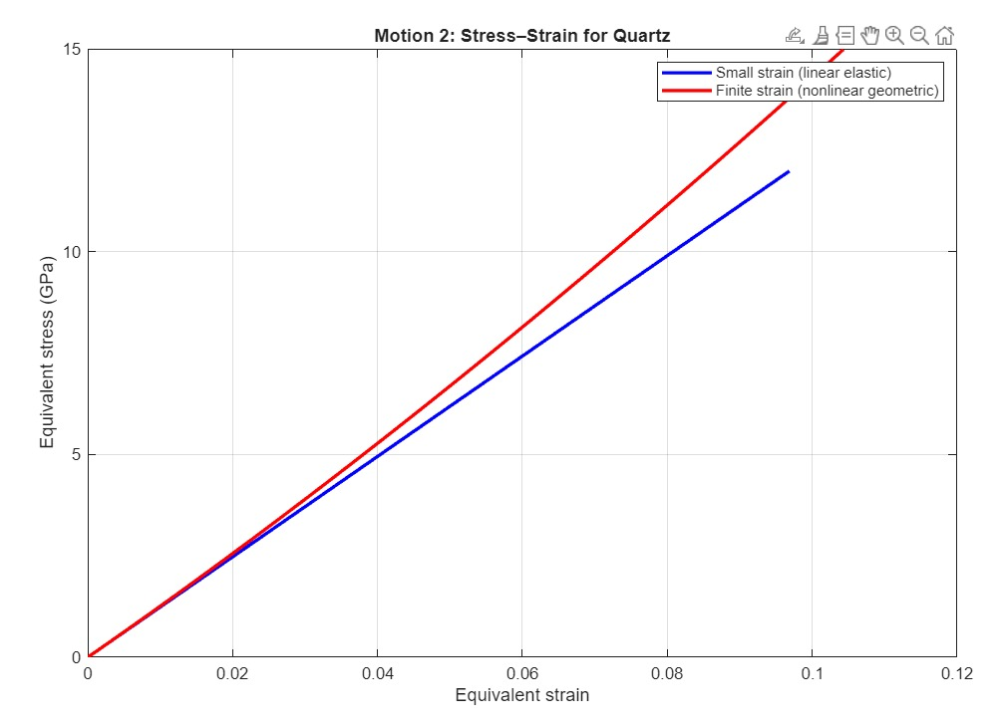 Motion 2: Stress–Strain for Quartz
Small strain (linear elastic)
Finite strain (nonlinear geometric)
Equivalent stress (GPa)
15
10
5
0
0 0.02 0.04 0.06 0.08 0.1 0.12
Equivalent strain